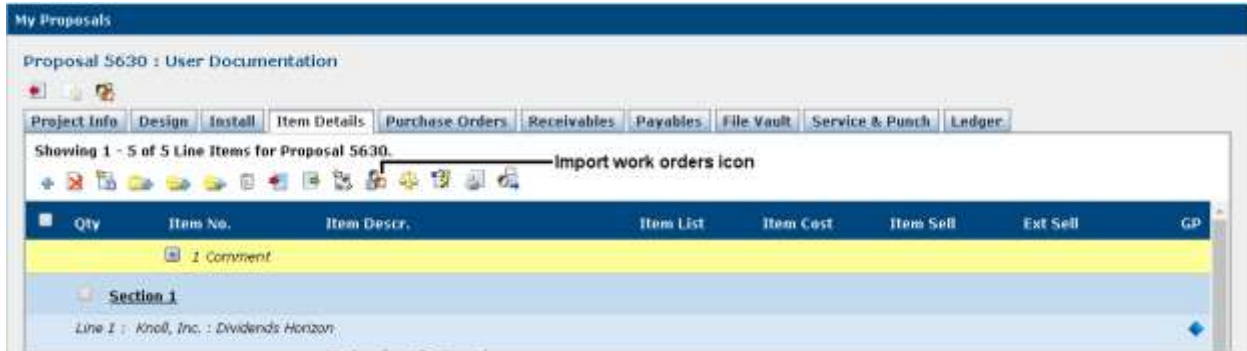 My Proposals
Proposal 5630 : User Documentation
Project Info Design Install Item Details Purchase Orders Receivables Payables File Vault Service & Punch Ledger
Showing 1 - 5 of 5 Line Items for Proposal 5630.
Import work orders icon
Qty Item No. Item Descr. Item List Item Cost Item Sell Ext Sell GP
1 Comment
Section 1
Line 1 : Knoll, Inc. : Dividends Horizon